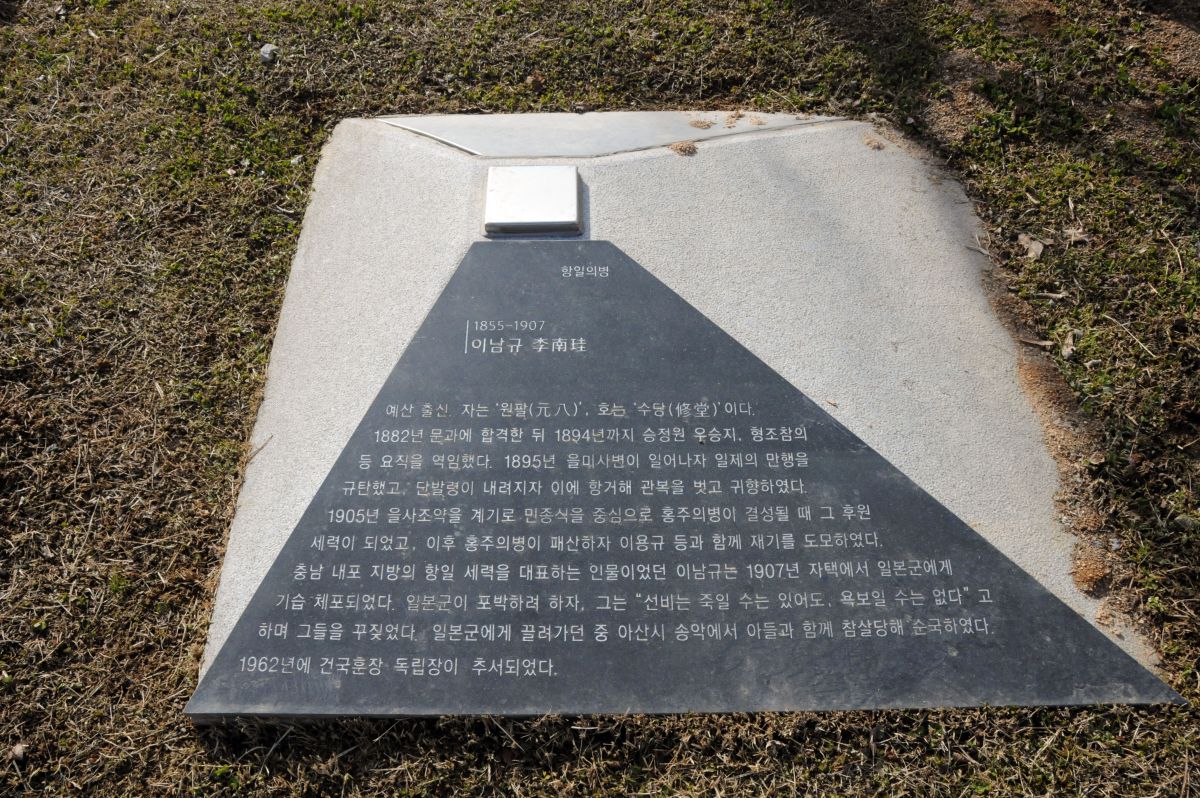 항일의병
1855-1907
이남규 李南珪
예산 출신. 자는 '원팔(元八)', 호는 '수당(修堂)'이다.
1882년 문과에 합격한 뒤 1894년까지 승정원 우승지, 형조참의
등 요직을 역임했다. 1895년 을미사변이 일어나자 일제의 만행을
규탄했고, 단발령이 내려지자 이에 항거해 관복을 벗고 귀향하였다.
1905년 을사조약을 계기로 민종식을 중심으로 홍주의병이 결성될 때 그 후원
세력이 되었고, 이후 홍주의병이 패산하자 이용규 등과 함께 재기를 도모하였다.
충남 내포 지방의 항일 세력을 대표하는 인물이었던 이남규는 1907년 자택에서 일본군에게
기습 체포되었다. 일본군이 포박하려 하자, 그는 "선비는 죽일 수는 있어도, 욕보일 수는 없다"고
하며 그들을 꾸짖었다. 일본군에게 끌려가던 중 아산시 송악에서 아들과 함께 참살당해 순국하였다.
1962년에 건국훈장 독립장이 추서되었다.